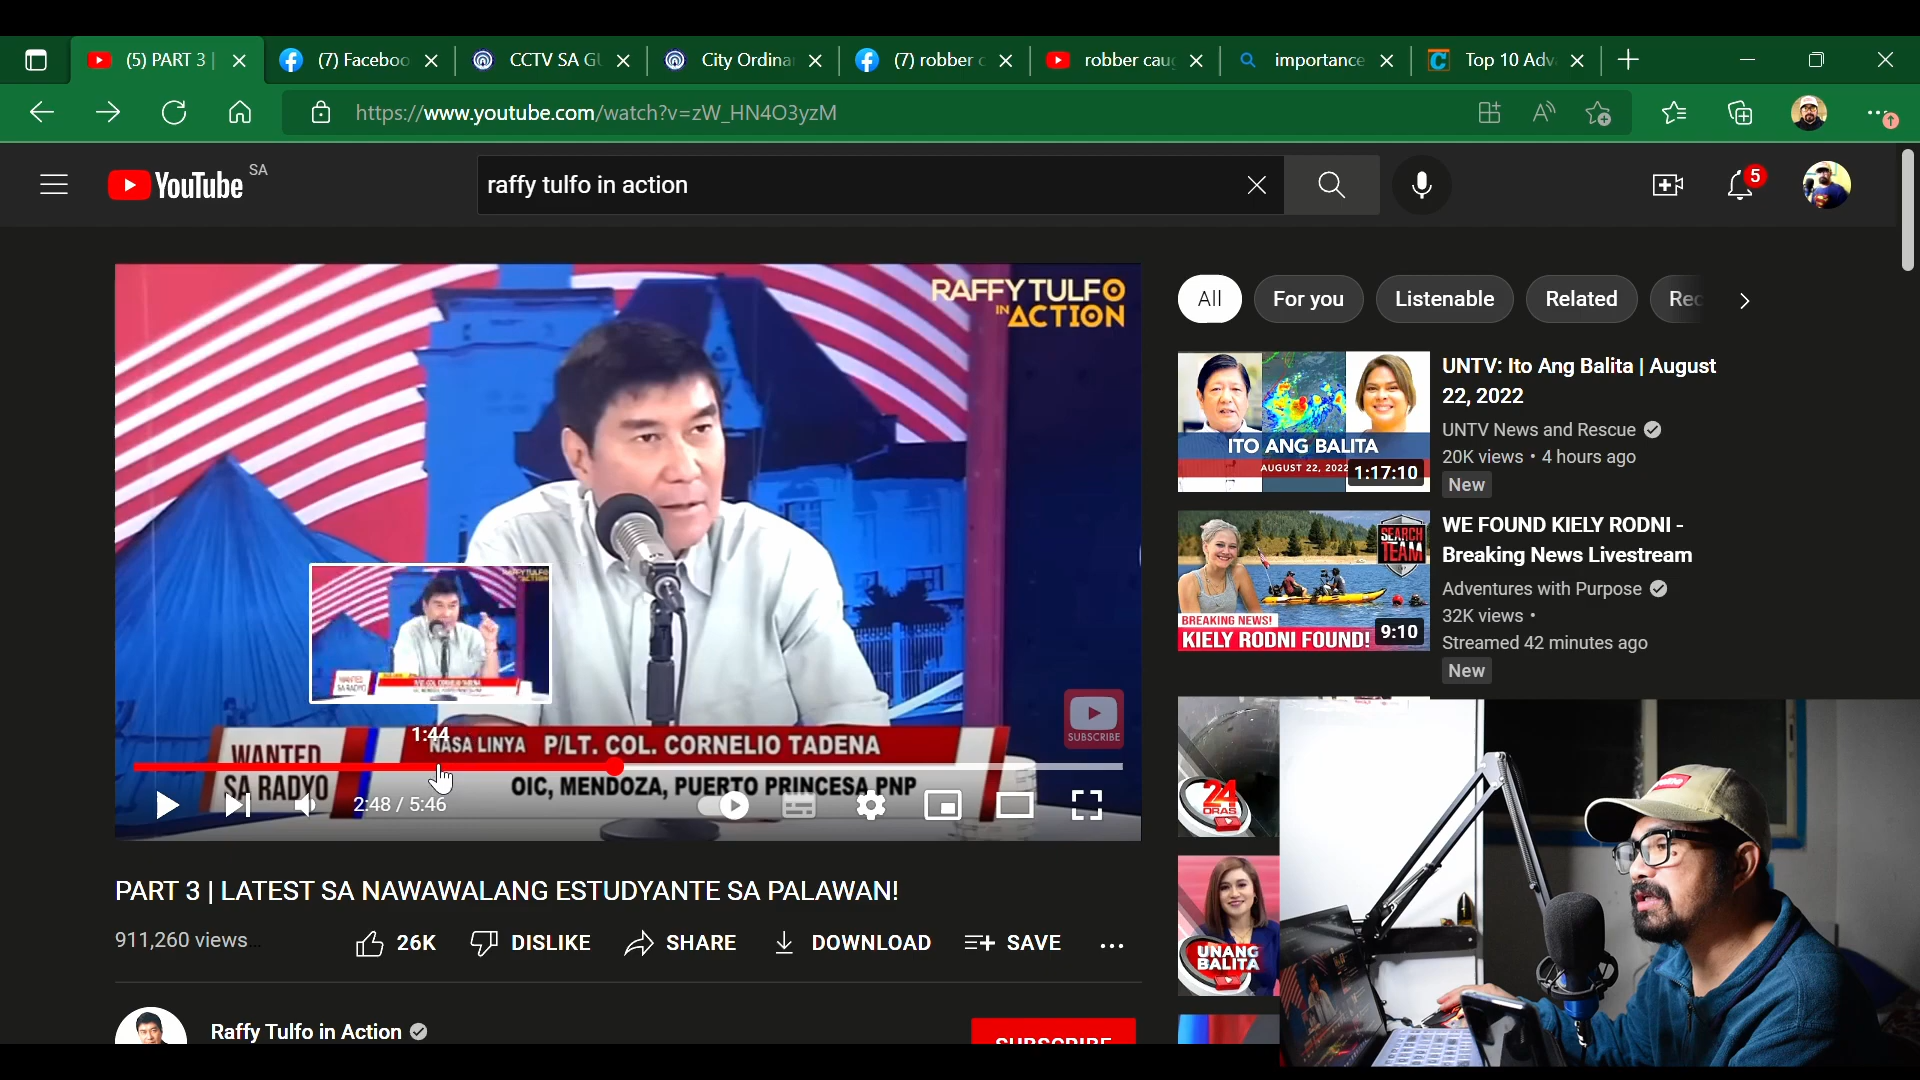 (5) PART 3 |
(7) Faceboo
CCTV SA GU
City Ordina
(7) robber c
robber cau
importance
Top 10 Adv
https://www.youtube.com/watch?v=zW_HN4O3yzM
YouTube SA
raffy tulfo in action
5
RAFFY TULFO
IN ACTION
SUBSCRIBE
1:44
WANTED
SA RADYO
NASA LINYA P/LT. COL. CORNELIO TADENA
OIC, MENDOZA, PUERTO PRINCESA PNP
2:48 / 5:46
PART 3 | LATEST SA NAWAWALANG ESTUDYANTE SA PALAWAN!
911,260 views
26K
DISLIKE
SHARE
DOWNLOAD
SAVE
Raffy Tulfo in Action
SUBSCRIBE
All
For you
Listenable
Related
Rec
ITO ANG BALITA
AUGUST 22, 2022
1:17:10
UNTV: Ito Ang Balita | August
22, 2022
UNTV News and Rescue
20K views • 4 hours ago
New
SEARCH
TEAM
BREAKING NEWS!
KIELY RODNI FOUND!
9:10
WE FOUND KIELY RODNI -
Breaking News Livestream
Adventures with Purpose
32K views •
Streamed 42 minutes ago
New
24
ORAS
UNANG
BALITA